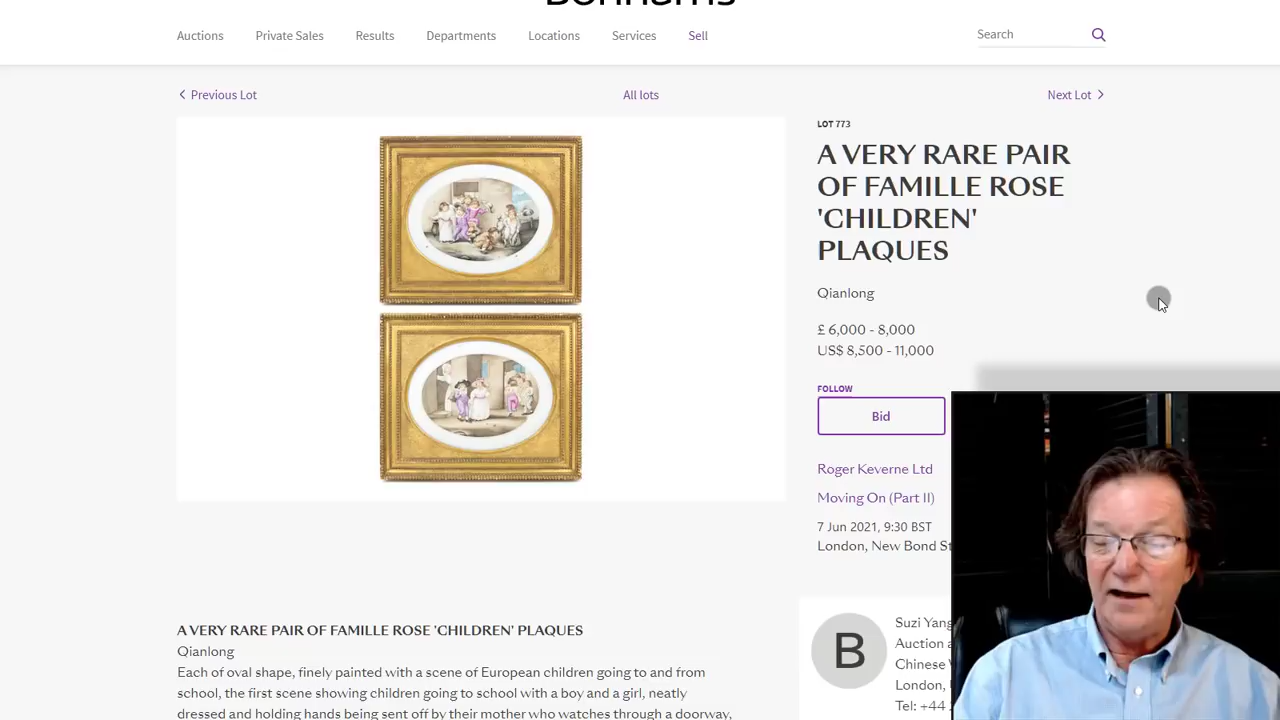 Bonhams
Auctions Private Sales Results Departments Locations Services Sell Search
Previous Lot All lots Next Lot
LOT 773
A VERY RARE PAIR
OF FAMILLE ROSE
'CHILDREN'
PLAQUES
Qianlong
£ 6,000 - 8,000
US$ 8,500 - 11,000
FOLLOW
Bid
Roger Keverne Ltd
Moving On (Part II)
7 Jun 2021, 9:30 BST
London, New Bond
A VERY RARE PAIR OF FAMILLE ROSE 'CHILDREN' PLAQUES
Qianlong
Each of oval shape, finely painted with a scene of European children going to and from
school, the first scene showing children going to school with a boy and a girl, neatly
dressed and holding hands being sent off by their mother who watches through a doorway,
B
Suzi Yang
Auction
Chinese
London,
Tel: +44